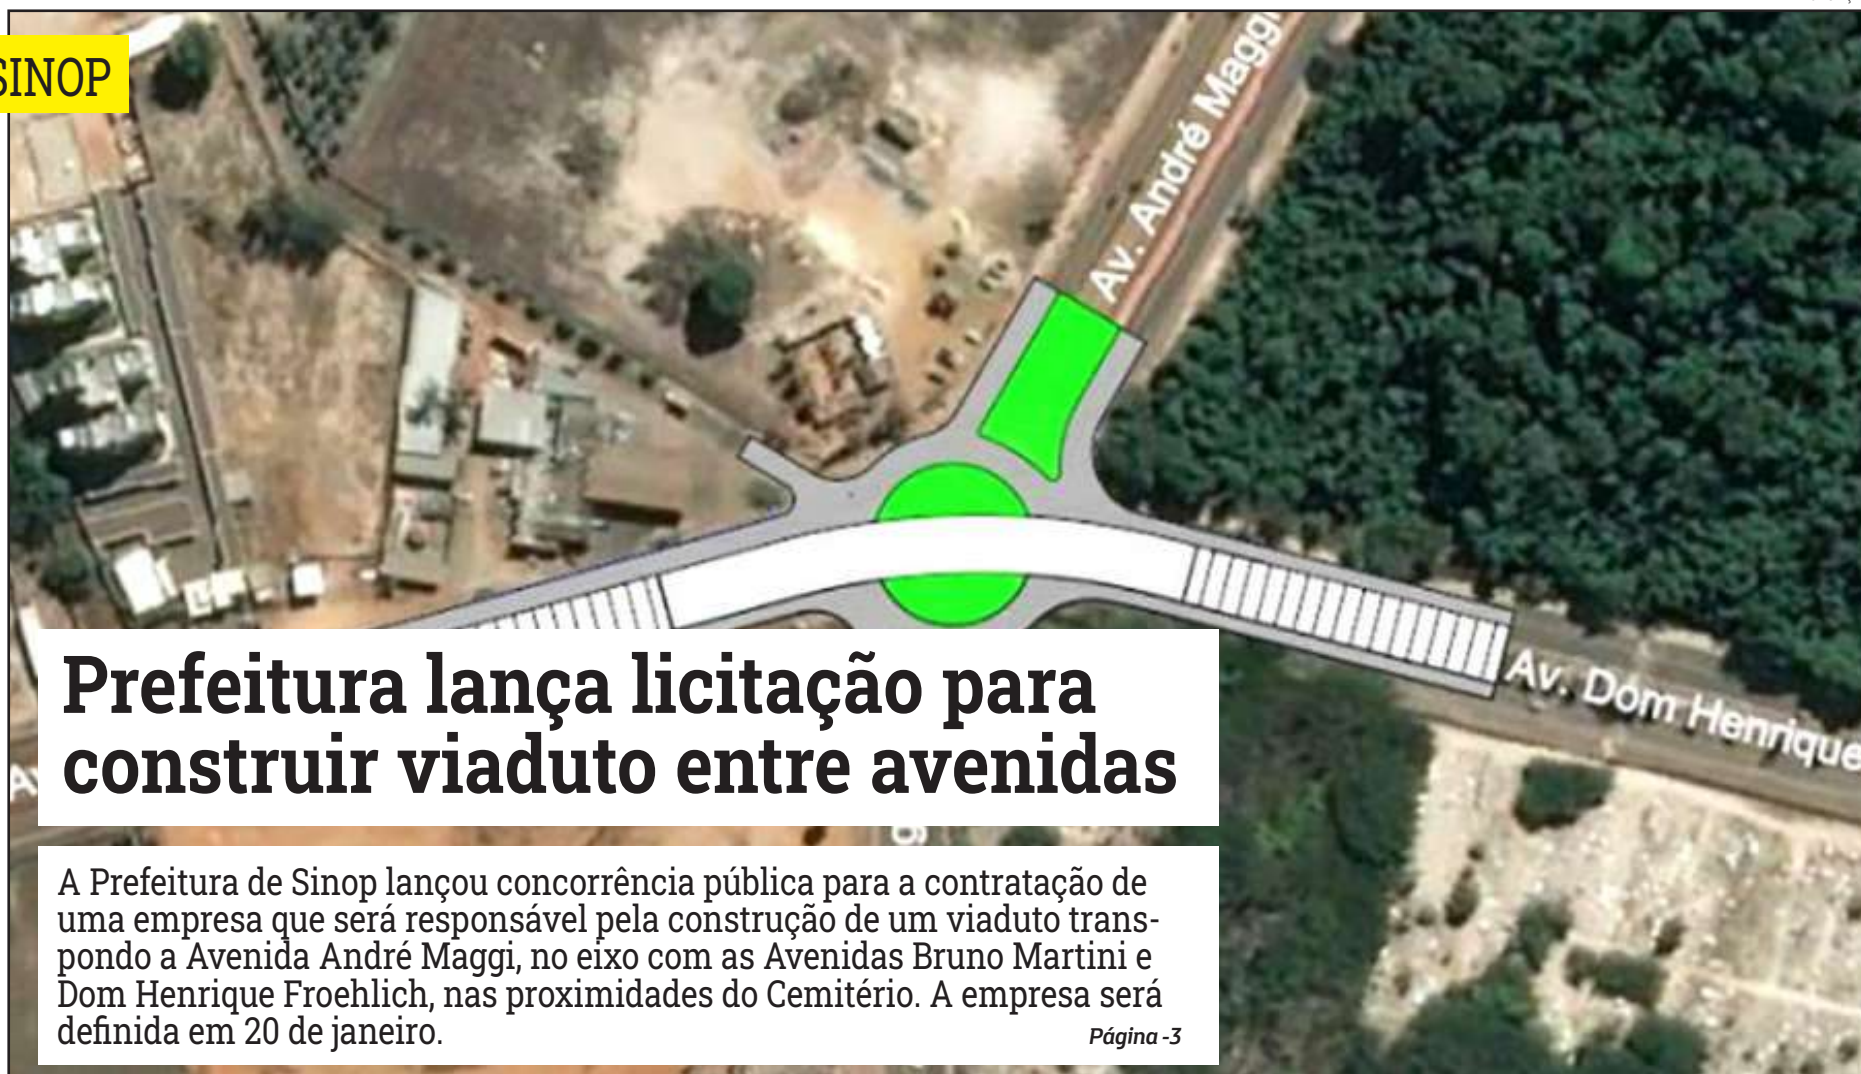 SINOP
Av. André Maggi
Prefeitura lança licitação para
construir viaduto entre avenidas
Av. Dom Henrique
A Prefeitura de Sinop lançou concorrência pública para a contratação de
uma empresa que será responsável pela construção de um viaduto trans-
pondo a Avenida André Maggi, no eixo com as Avenidas Bruno Martini e
Dom Henrique Froehlich, nas proximidades do Cemitério. A empresa será
definida em 20 de janeiro.
Página -3